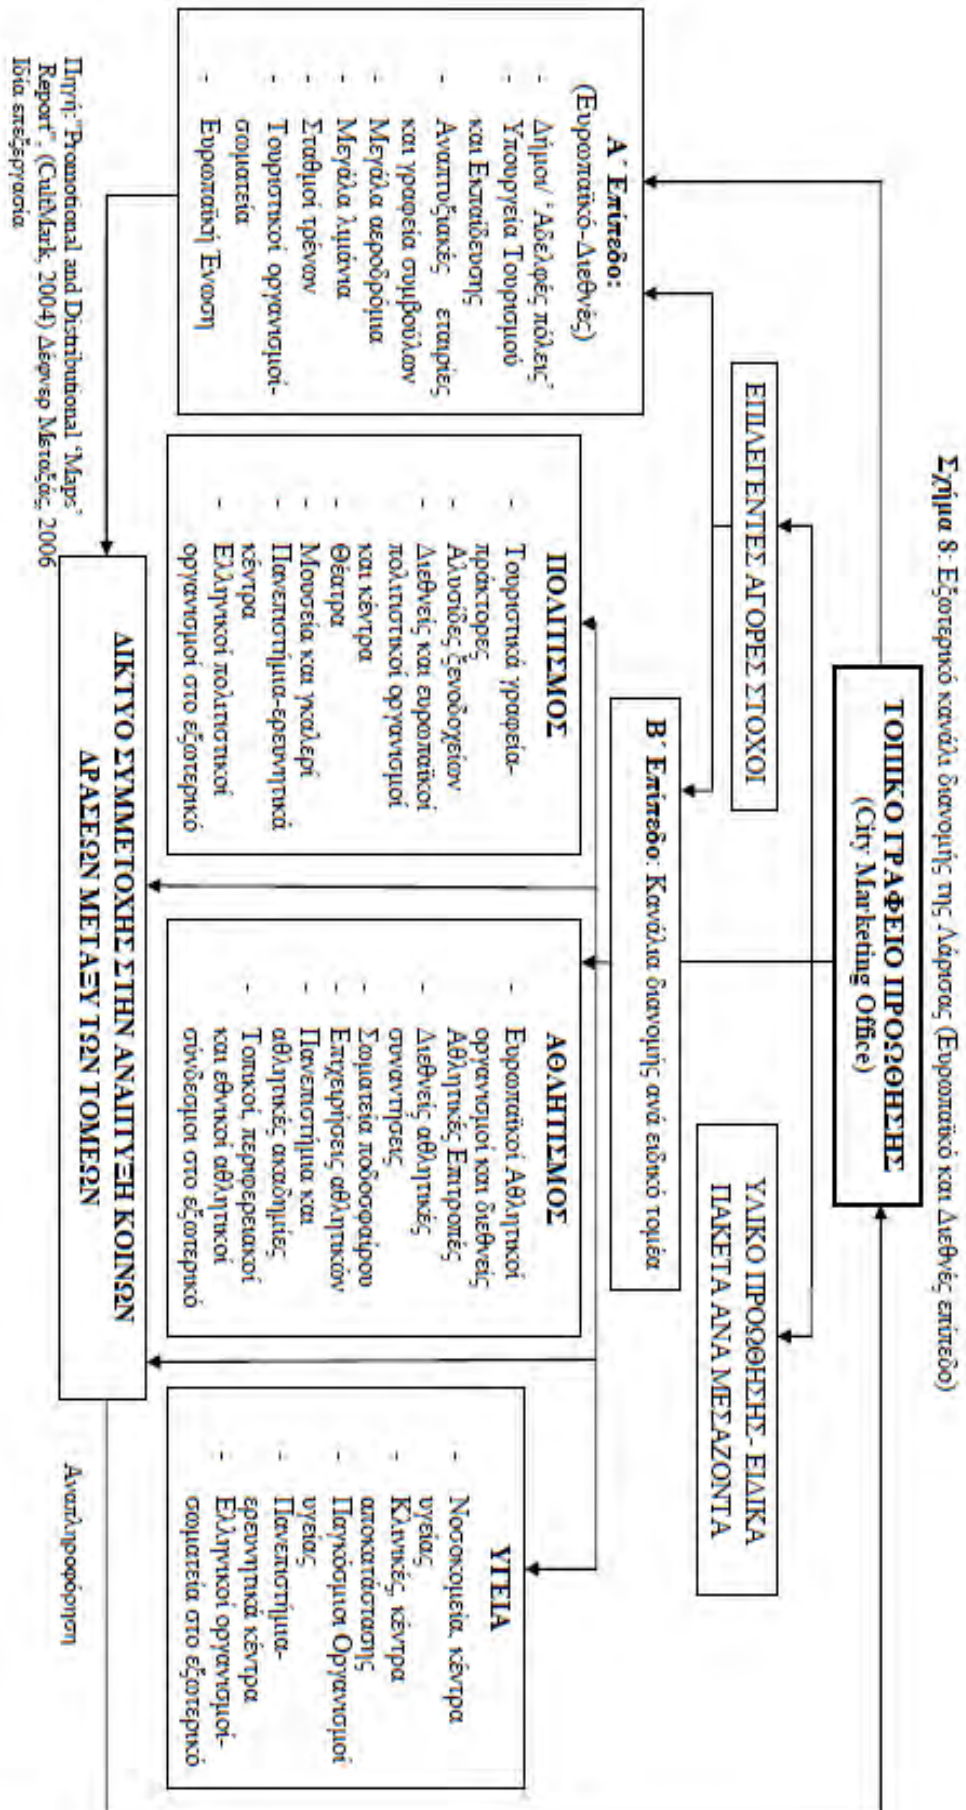 Σχήμα 8: Εξωτερικό κανάλι διανομής της Λάρισας (Ευρωπαϊκό και Διεθνές επίπεδο)
ΤΟΠΙΚΟ ΓΡΑΦΕΙΟ ΠΡΟΩΘΗΣΗΣ
(City Marketing Office)
ΕΠΙΛΕΓΕΝΤΕΣ ΑΓΟΡΕΣ ΣΤΟΧΟΙ
ΥΛΙΚΟ ΠΡΟΩΘΗΣΗΣ- ΕΙΔΙΚΑ
ΠΑΚΕΤΑ ΑΝΑ ΜΕΣΑΖΟΝΤΑ
Α΄ Επίπεδο:
(Ευρωπαϊκό-Διεθνές)
- Δήμοι/ ‘Αδελφές πόλεις’
- Υπουργεία Τουρισμού
και Εκπαίδευσης
- Αναπτυξιακές εταιρίες
και γραφεία συμβούλων
- Μεγάλα αεροδρόμια
- Μεγάλα λιμάνια
- Σταθμοί τρένων
- Τουριστικοί οργανισμοί-
σωματεία
- Ευρωπαϊκή Ένωση
Β΄ Επίπεδο: Κανάλια διανομής ανά ειδικό τομέα
ΠΟΛΙΤΙΣΜΟΣ
- Τουριστικά γραφεία-
πράκτορες
- Αλυσίδες ξενοδοχείων
- Διεθνείς και ευρωπαϊκοί
πολιτιστικοί οργανισμοί
και κέντρα
- Θέατρα
- Μουσεία και γκαλερί
- Πανεπιστήμια-ερευνητικά
κέντρα
- Ελληνικοί πολιτιστικοί
οργανισμοί στο εξωτερικό
ΑΘΛΗΤΙΣΜΟΣ
- Ευρωπαϊκοί Αθλητικοί
οργανισμοί και διεθνείς
Αθλητικές Επιτροπές
- Διεθνείς αθλητικές
συναντήσεις
- Σωματεία ποδοσφαίρου
- Επιχειρήσεις αθλητικών
- Πανεπιστήμια και
αθλητικές ακαδημίες
- Τοπικοί, περιφερειακοί
και εθνικοί αθλητικοί
σύνδεσμοι στο εξωτερικό
ΥΓΕΙΑ
- Νοσοκομεία, κέντρα
υγείας
- Κλινικές, κέντρα
αποκατάστασης
- Παγκόσμιοι Οργανισμοί
υγείας
- Πανεπιστήμια-
ερευνητικά κέντρα
- Ελληνικοί οργανισμοί-
σωματεία στο εξωτερικό
ΔΙΚΤΥΟ ΣΥΜΜΕΤΟΧΗΣ ΣΤΗΝ ΑΝΑΠΤΥΞΗ ΚΟΙΝΩΝ
ΔΡΑΣΕΩΝ ΜΕΤΑΞΥ ΤΩΝ ΤΟΜΕΩΝ
Αναπληροφόρηση
Πηγή: "Promotional and Distributional ‘Maps’
Report", (CultMark, 2004) Δέφνερ Μεταξάς, 2006
Ιδία επεξεργασία